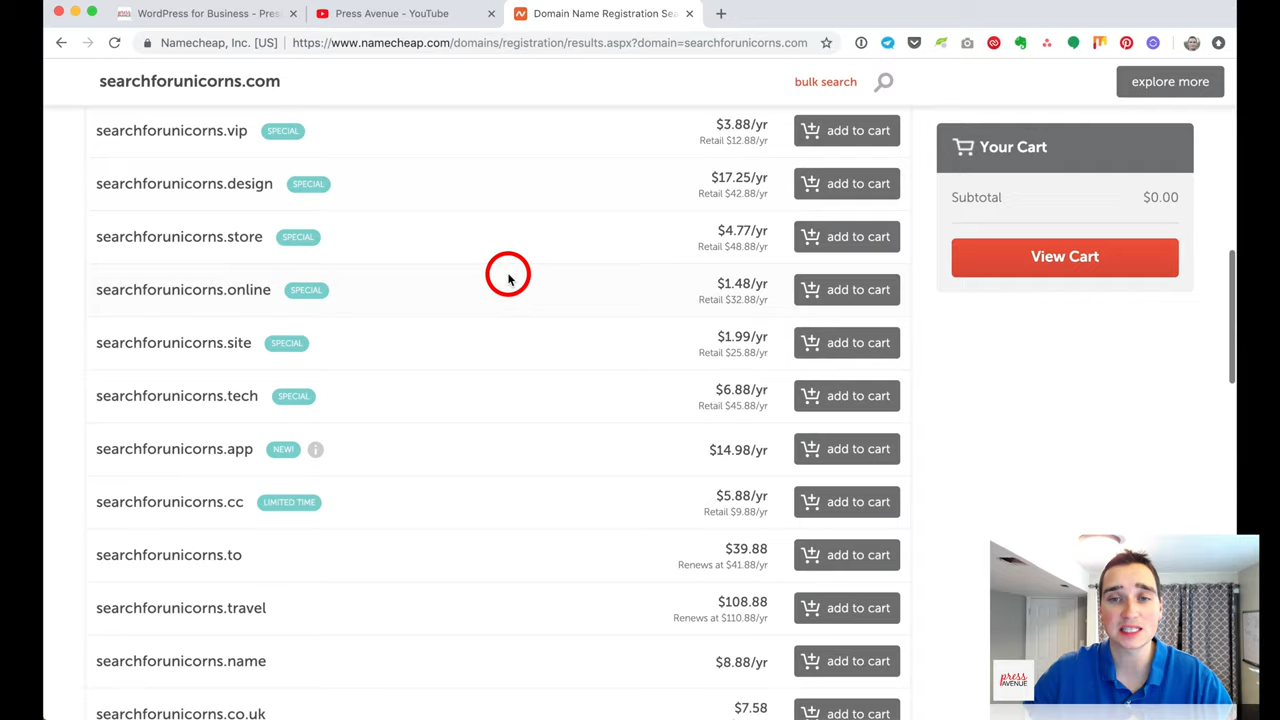 WordPress for Business - Pres
Press Avenue - YouTube
Domain Name Registration Sea
Namecheap, Inc. [US]
https://www.namecheap.com/domains/registration/results.aspx?domain=searchforunicorns.com
searchforunicorns.com
bulk search
explore more
searchforunicorns.vip SPECIAL $3.88/yr add to cart
Retail $12.88/yr
Your Cart
searchforunicorns.design SPECIAL $17.25/yr add to cart
Retail $42.88/yr
Subtotal $0.00
searchforunicorns.store SPECIAL $4.77/yr add to cart
Retail $48.88/yr
View Cart
searchforunicorns.online SPECIAL $1.48/yr add to cart
Retail $32.88/yr
searchforunicorns.site SPECIAL $1.99/yr add to cart
Retail $25.88/yr
searchforunicorns.tech SPECIAL $6.88/yr add to cart
Retail $45.88/yr
searchforunicorns.app NEW! $14.98/yr add to cart
searchforunicorns.cc LIMITED TIME $5.88/yr add to cart
Retail $9.88/yr
searchforunicorns.to $39.88 add to cart
Renews at $41.88/yr
searchforunicorns.travel $108.88 add to cart
Renews at $110.88/yr
searchforunicorns.name $8.88/yr add to cart
searchforunicorns.co.uk $7.58 add to cart
press
AVENUE